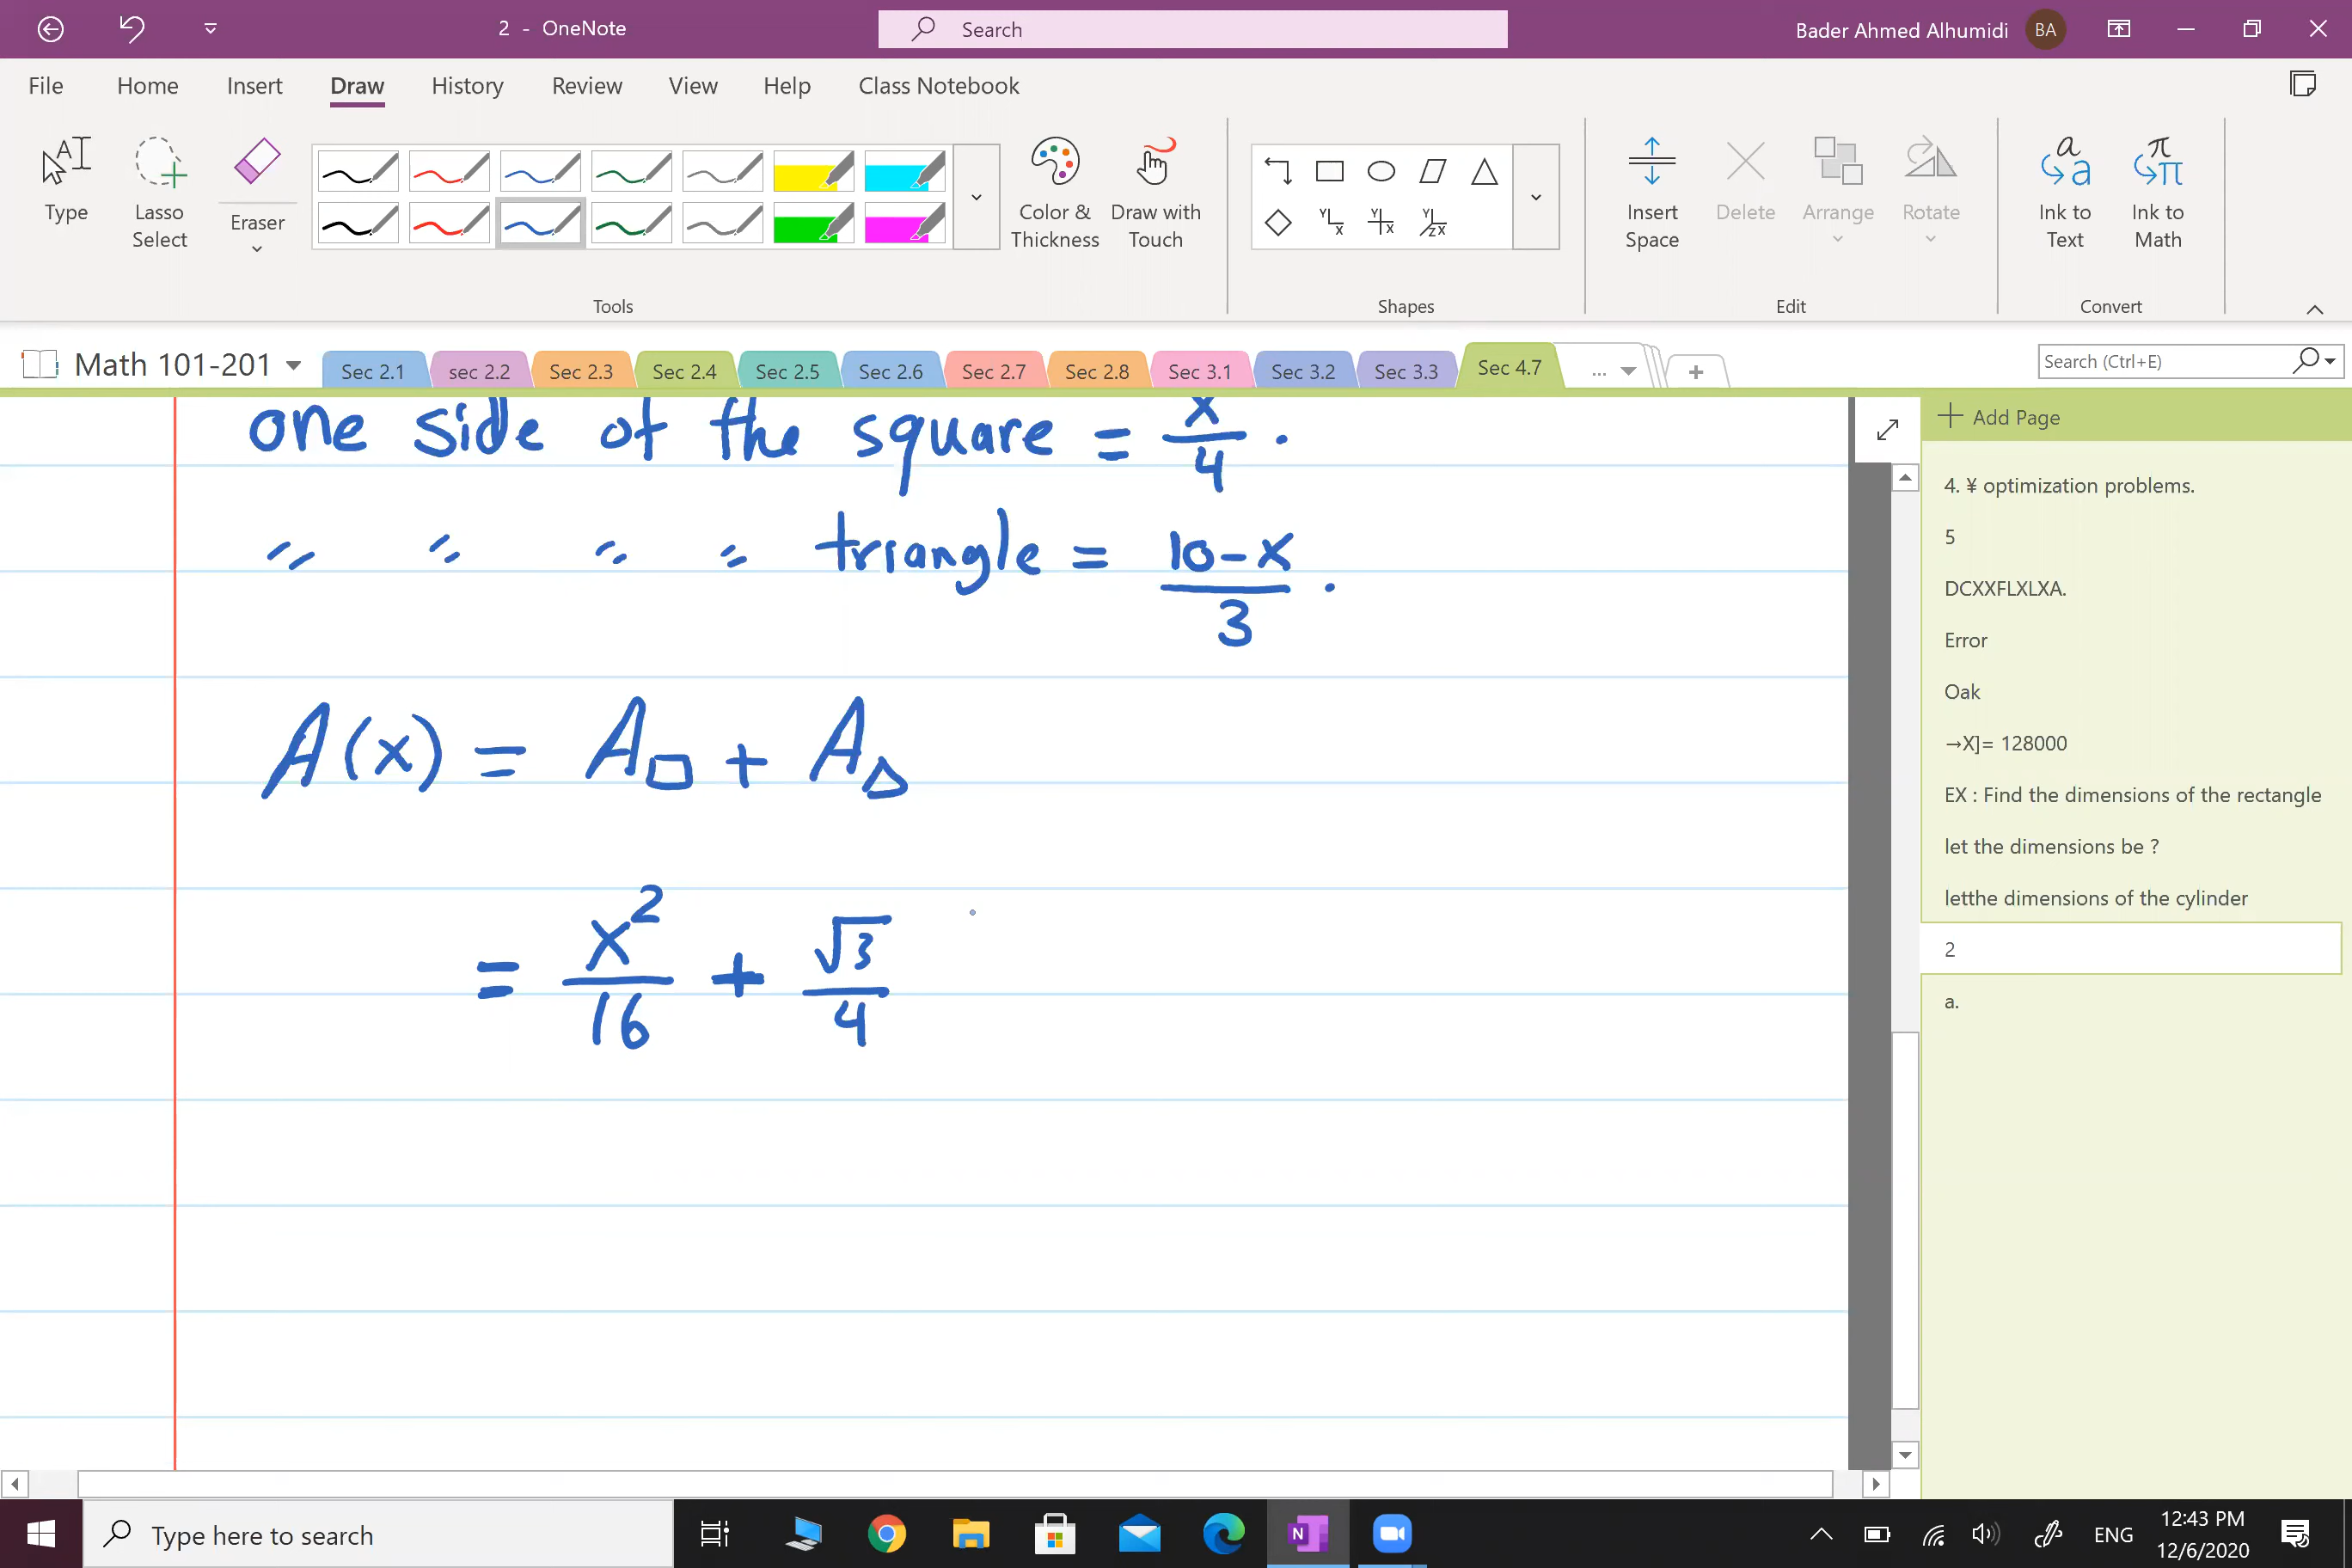 2 - OneNote
Search
Bader Ahmed Alhumidi BA
File Home Insert Draw History Review View Help Class Notebook
Type
Lasso Select
Eraser
Color & Thickness
Draw with Touch
Insert Space
Delete
Arrange
Rotate
Ink to Text
Ink to Math
Tools Shapes Edit Convert
Math 101-201 Sec 2.1 sec 2.2 Sec 2.3 Sec 2.4 Sec 2.5 Sec 2.6 Sec 2.7 Sec 2.8 Sec 3.1 Sec 3.2 Sec 3.3 Sec 4.7 ... +
Search (Ctrl+E)
one side of the square = x/4 .
〃 〃 〃 〃 triangle = (10-x)/3 .
A(x) = A□ + A△
= x²/16 + √3/4
Add Page
4. ¥ optimization problems.
5
DCXXFLXLXA.
Error
Oak
→X]= 128000
EX : Find the dimensions of the rectangle
let the dimensions be ?
letthe dimensions of the cylinder
2
a.
Type here to search
ENG
12:43 PM
12/6/2020